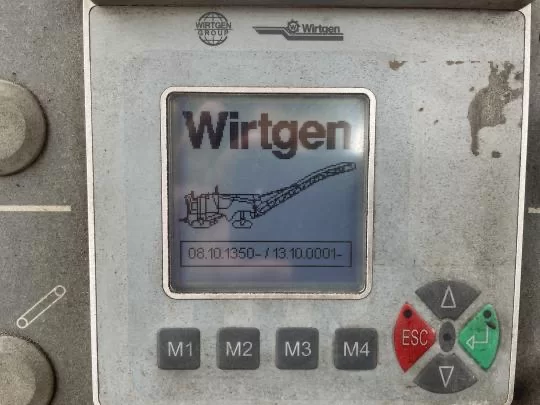 WIRTGEN
GROUP
Wirtgen
Wirtgen
08.10.1350- / 13.10.0001-
M1
M2
M3
M4
ESC